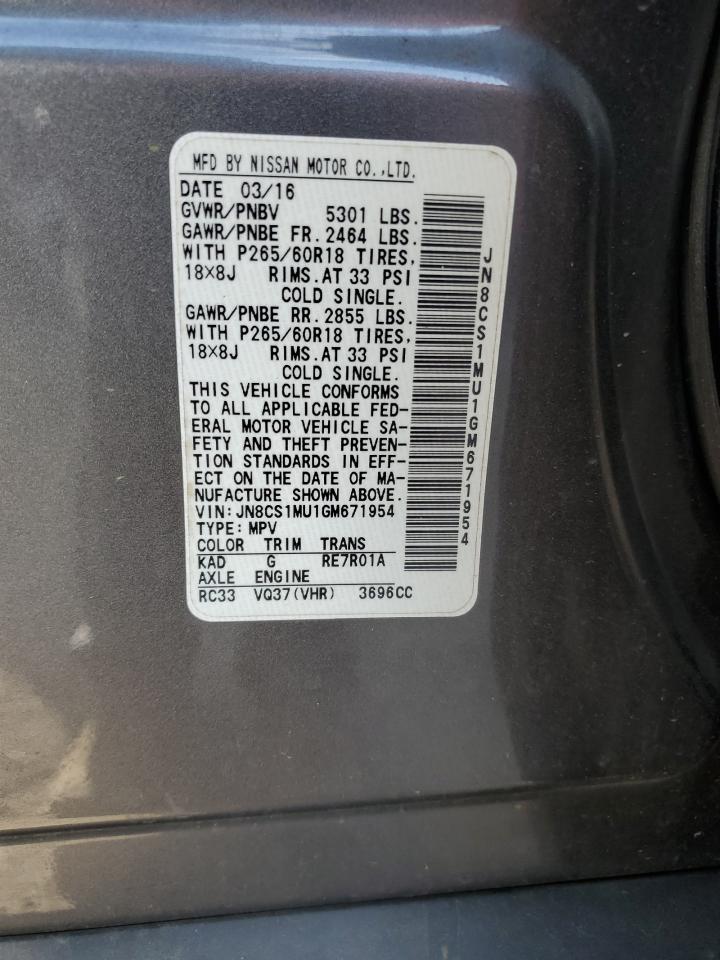 MFD BY NISSAN MOTOR CO.,LTD.
DATE 03/16
GVWR/PNBV 5301 LBS.
GAWR/PNBE FR. 2464 LBS.
WITH P265/60R18 TIRES,
18X8J RIMS.AT 33 PSI
COLD SINGLE.
GAWR/PNBE RR. 2855 LBS.
WITH P265/60R18 TIRES,
18X8J RIMS.AT 33 PSI
COLD SINGLE.
THIS VEHICLE CONFORMS
TO ALL APPLICABLE FED-
ERAL MOTOR VEHICLE SA-
FETY AND THEFT PREVEN-
TION STANDARDS IN EFF-
ECT ON THE DATE OF MA-
NUFACTURE SHOWN ABOVE.
VIN:JN8CS1MU1GM671954
TYPE:MPV
COLOR TRIM TRANS
KAD G RE7R01A
AXLE ENGINE
RC33 VQ37(VHR) 3696CC
JN8CS1MU1GM671954